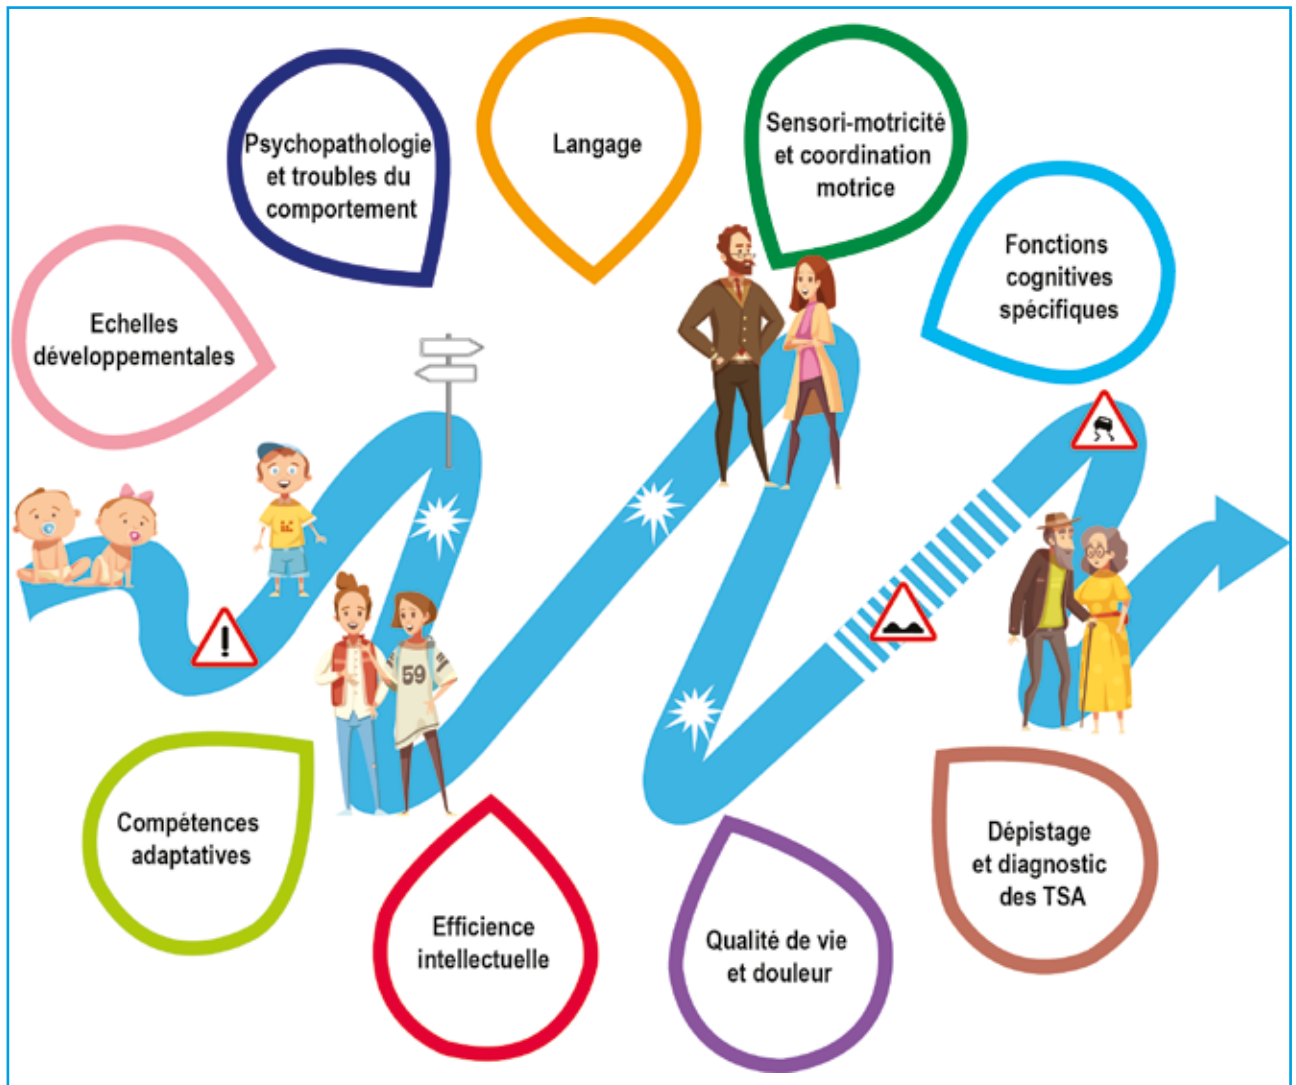 Psychopathologie
et troubles du
comportement
Langage
Sensori-motricité
et coordination
motrice
Fonctions
cognitives
spécifiques
Echelles
développementales
59
Compétences
adaptatives
Efficience
intellectuelle
Qualité de vie
et douleur
Dépistage
et diagnostic
des TSA